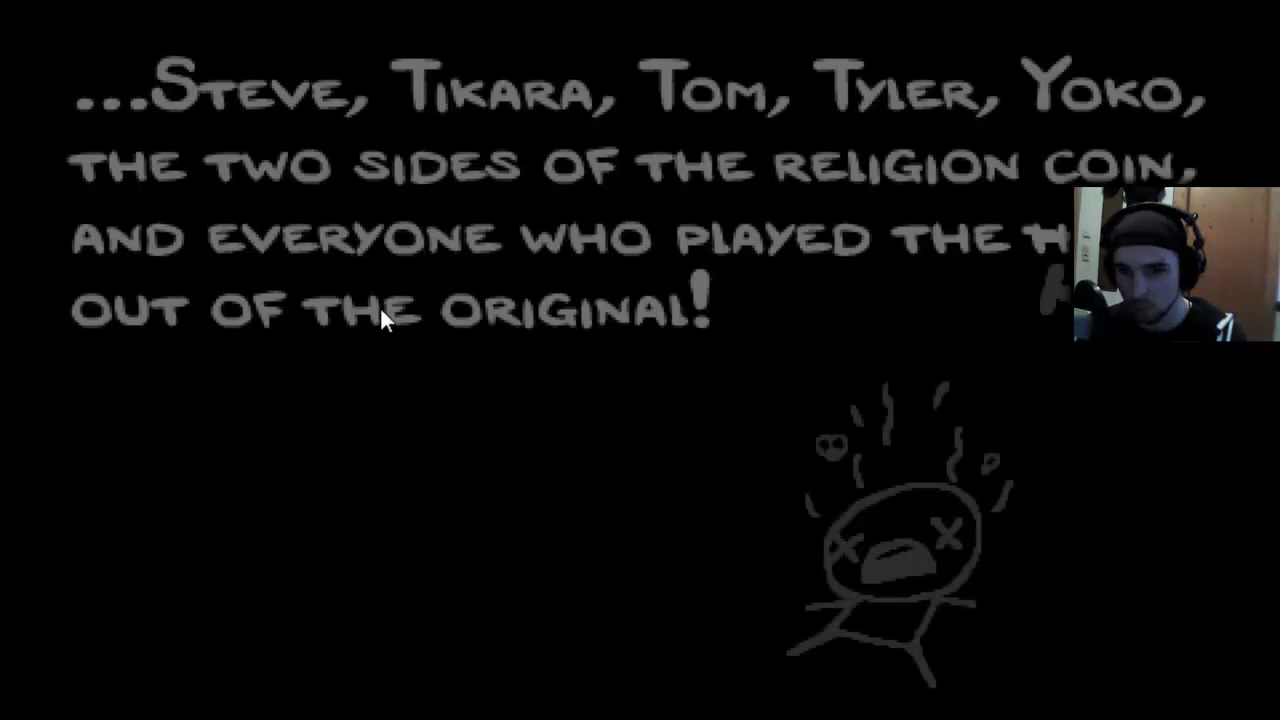 ...Steve, Tikara, Tom, Tyler, Yoko,
the two sides of the religion coin,
and everyone who played the
out of the original!